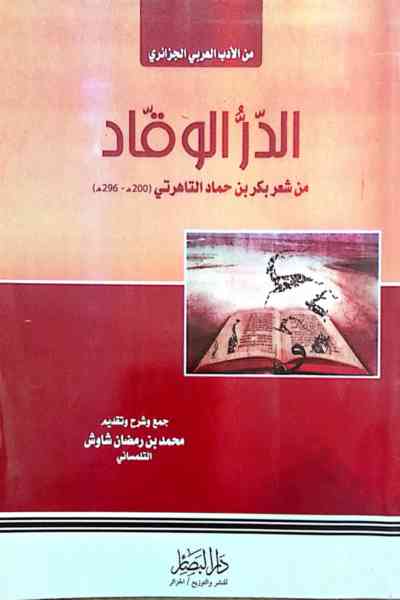 من الأدب العربي الجزائري
الدّرُّ الوقّاد
من شعر بكر بن حماد التاهرتي (200هـ - 296هـ)
جمع وشرح وتقديم
محمد بن رمضان شاوش
التلمساني
دار البصائر
للنشر والتوزيع / الجزائر